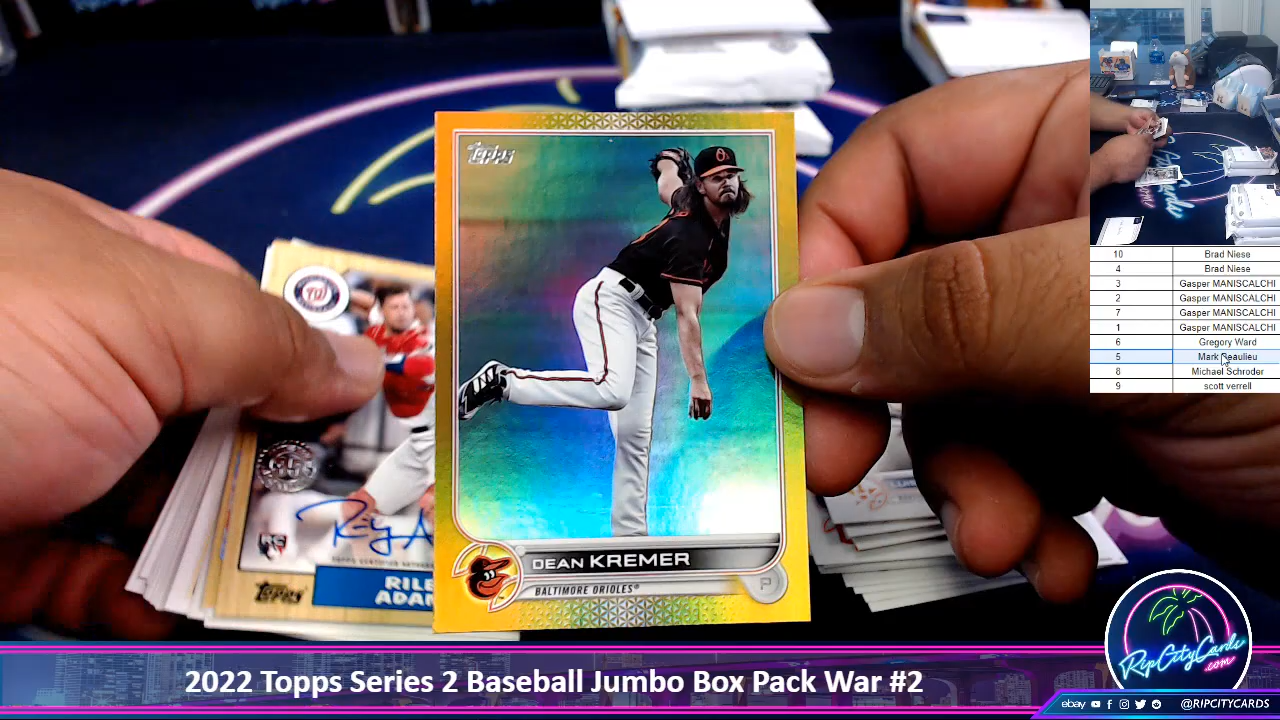 Topps
DEAN KREMER
BALTIMORE ORIOLES®
P
Topps
RILE
ADAM
10 Brad Niese
4 Brad Niese
3 Gasper MANISCALCHI
2 Gasper MANISCALCHI
7 Gasper MANISCALCHI
1 Gasper MANISCALCHI
6 Gregory Ward
5 Mark Beaulieu
8 Michael Schroder
9 scott verrell
RipCityCards
.com
2022 Topps Series 2 Baseball Jumbo Box Pack War #2
ebay @RIPCITYCARDS